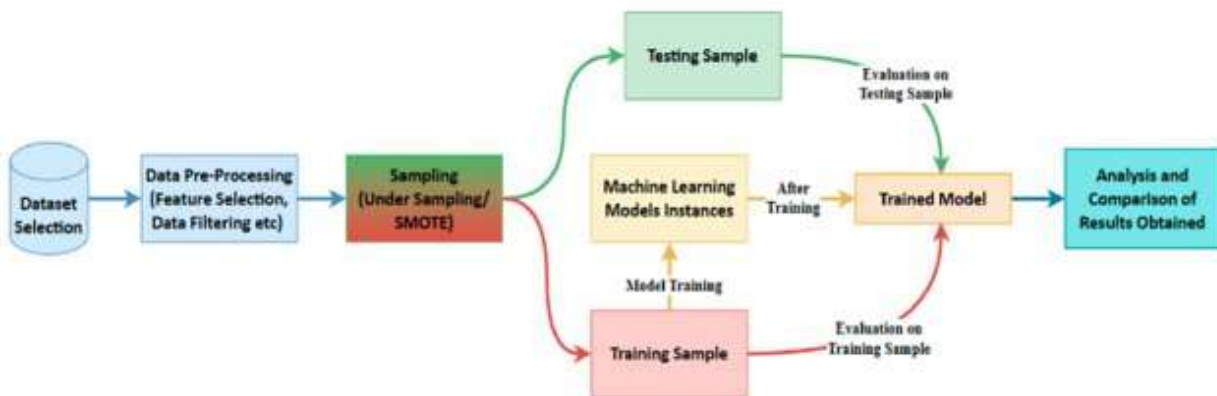 Testing Sample
Evaluation on
Testing Sample
Dataset
Selection
Data Pre-Processing
(Feature Selection,
Data Filtering etc)
Sampling
(Under Sampling/
SMOTE)
Machine Learning
Models Instances
After
Training
Trained Model
Analysis and
Comparison of
Results Obtained
Model Training
Training Sample
Evaluation on
Training Sample